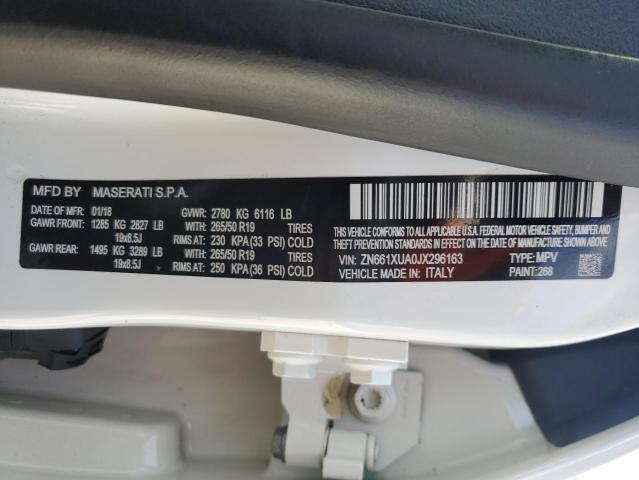 MFD BY MASERATI S.P.A.
DATE OF MFR: 01/18 GVWR: 2780 KG 6116 LB
GAWR FRONT: 1285 KG 2827 LB WITH: 265/50 R19 TIRES
19x8.5J RIMS AT: 230 KPA(33 PSI) COLD
GAWR REAR: 1495 KG 3289 LB WITH: 265/50 R19 TIRES
19x8.5J RIMS AT: 250 KPA(36 PSI) COLD
THIS VEHICLE CONFORMS TO ALL APPLICABLE U.S.A. FEDERAL MOTOR VEHICLE SAFETY, BUMPER AND
THEFT PREVENTION STANDARDS IN EFFECT ON THE DATE OF MANUFACTURE SHOWN ABOVE.
VIN: ZN661XUA0JX296163 TYPE: MPV
VEHICLE MADE IN: ITALY PAINT: 268